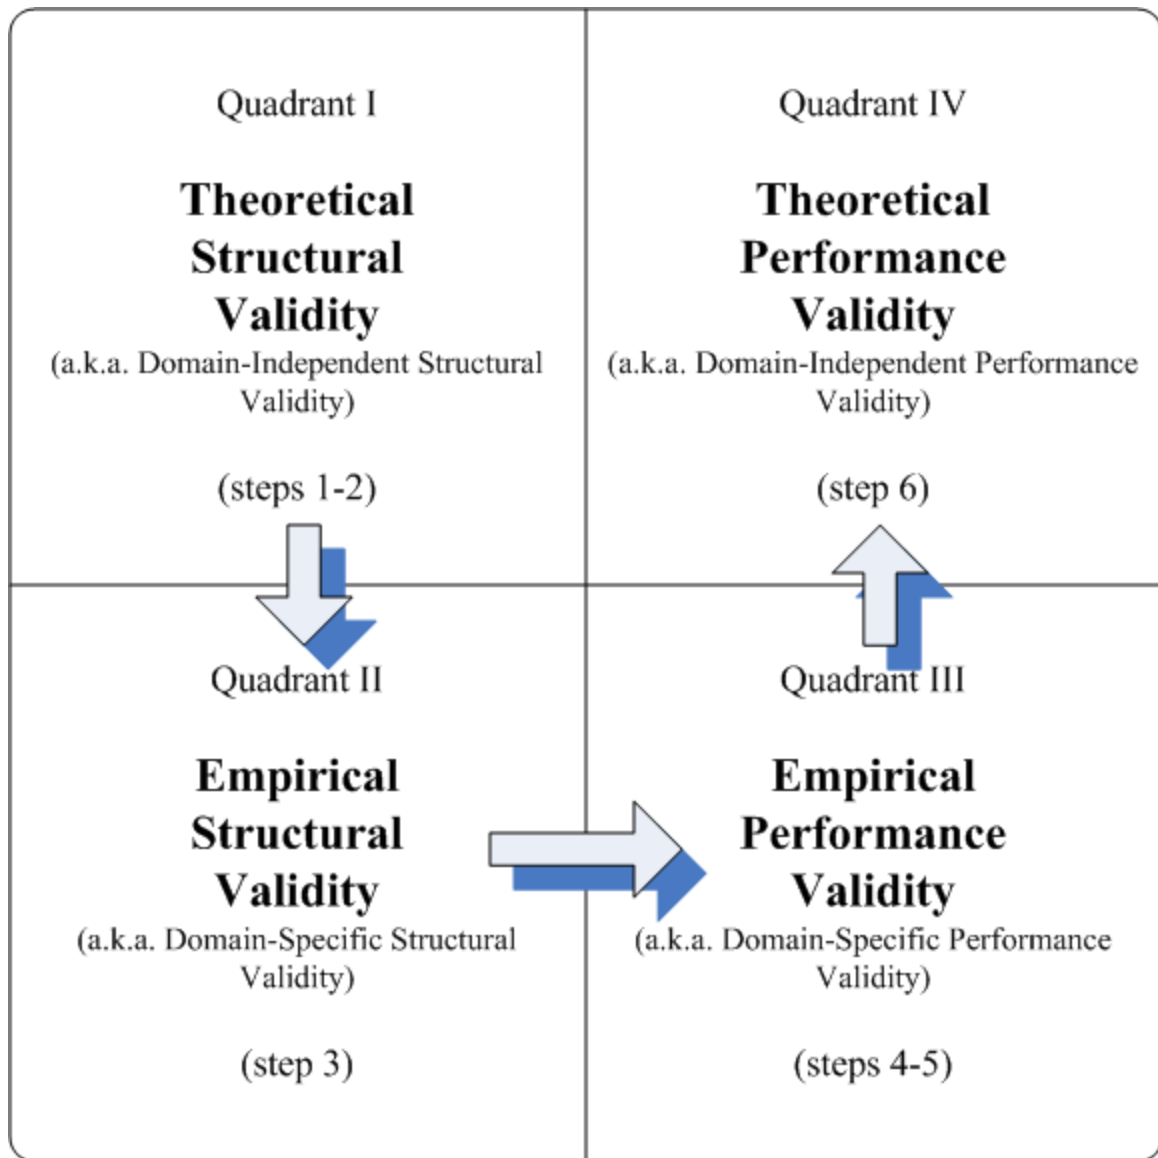 Quadrant I
Theoretical
Structural
Validity
(a.k.a. Domain-Independent Structural
Validity)
(steps 1-2)
Quadrant IV
Theoretical
Performance
Validity
(a.k.a. Domain-Independent Performance
Validity)
(step 6)
Quadrant II
Empirical
Structural
Validity
(a.k.a. Domain-Specific Structural
Validity)
(step 3)
Quadrant III
Empirical
Performance
Validity
(a.k.a. Domain-Specific Performance
Validity)
(steps 4-5)